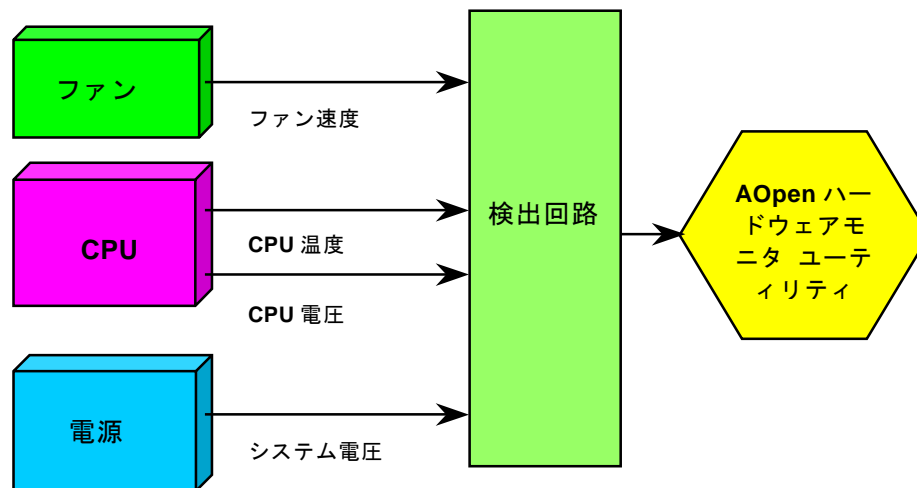 ファン
ファン速度
CPU
CPU 温度
CPU 電圧
電源
システム電圧
検出回路
AOpen ハー
ドウェアモ
ニタ ユーテ
ィリティ